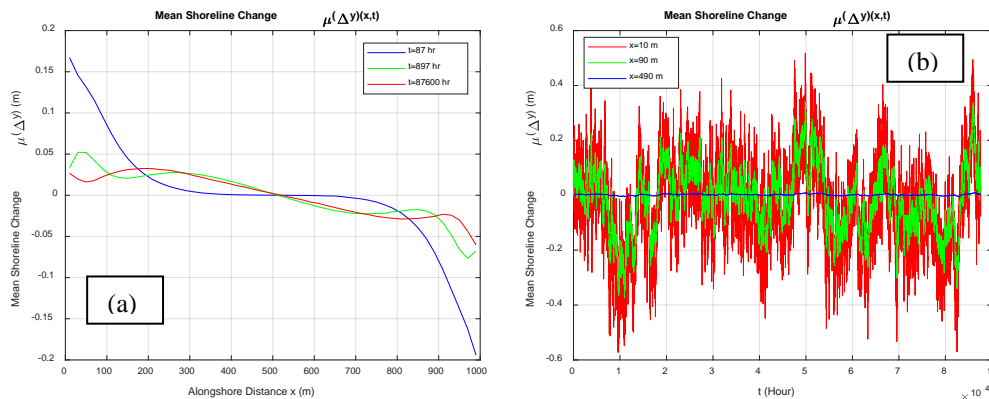 Mean Shoreline Change μ(Δy)(x,t)
0.2
0.15
0.1
0.05
0
-0.05
-0.1
-0.15
-0.2
μ(Δy) (m)
Mean Shoreline Change
t=87 hr
t=897 hr
t=87600 hr
(a)
0 100 200 300 400 500 600 700 800 900 1000
Alongshore Distance x (m)
Mean Shoreline Change μ(Δy)(x,t)
0.6
0.4
0.2
0
-0.2
-0.4
-0.6
μ(Δy) (m)
Mean Shoreline Change
x=10 m
x=90 m
x=490 m
(b)
0 1 2 3 4 5 6 7 8 9
t (Hour)
× 10 4